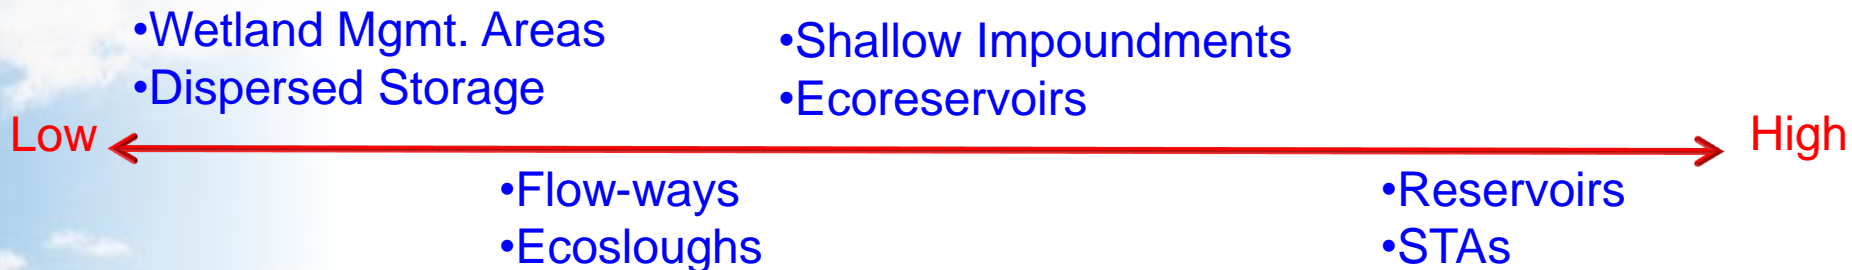 •Wetland Mgmt. Areas
•Dispersed Storage
•Shallow Impoundments
•Ecoreservoirs
Low
High
•Flow-ways
•Ecosloughs
•Reservoirs
•STAs